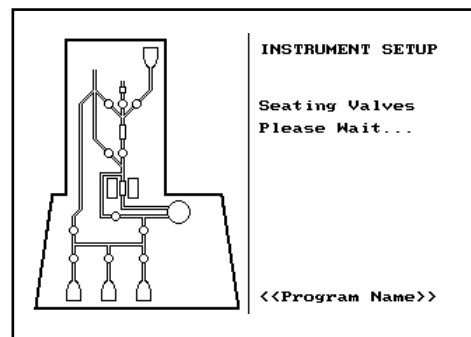 INSTRUMENT SETUP
Seating Valves
Please Wait...
<<Program Name>>